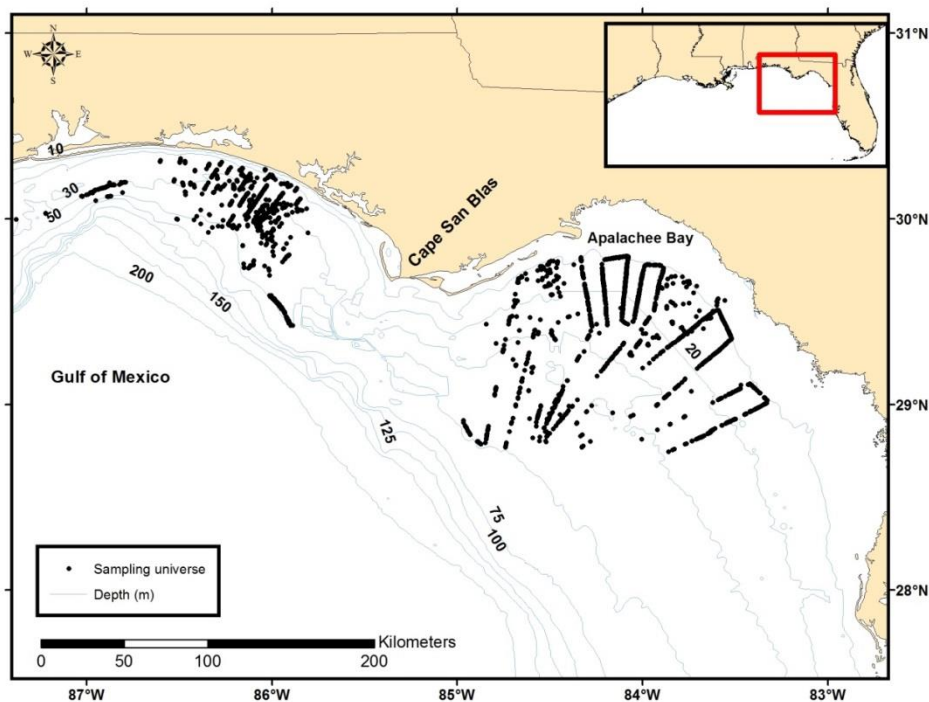 31°N
N
W E
S
10
30
50
Cape San Blas
30°N
Apalachee Bay
200
150
20
Gulf of Mexico
29°N
125
75
100
Sampling universe
Depth (m)
28°N
Kilometers
0 50 100 200
87°W 86°W 85°W 84°W 83°W